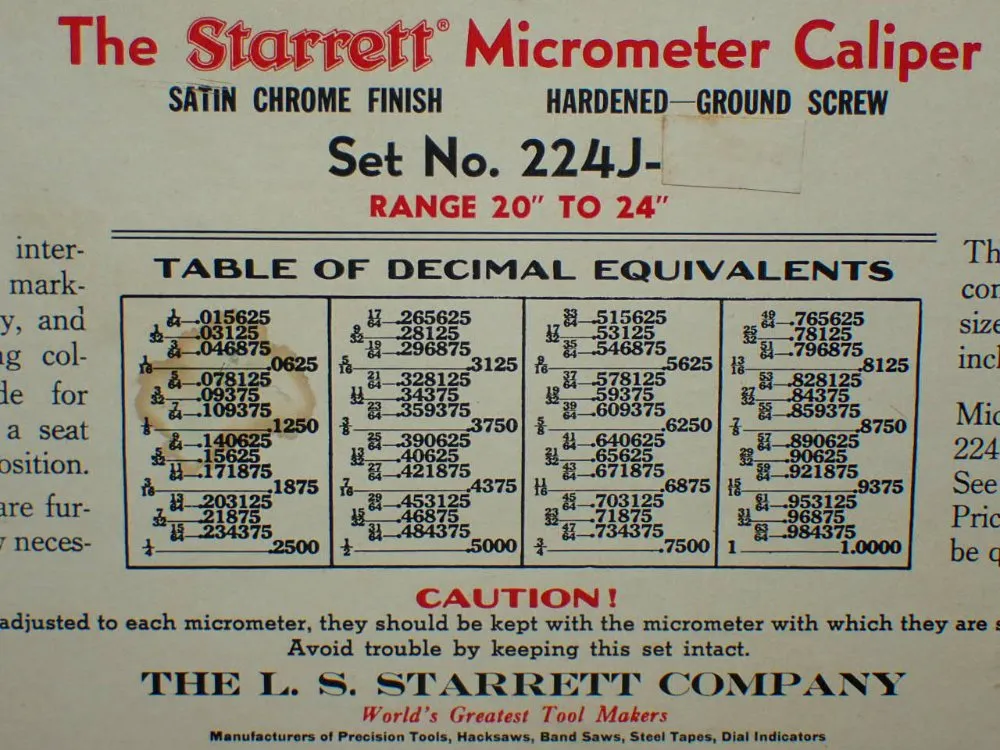 The Starrett® Micrometer Caliper
SATIN CHROME FINISH HARDENED—GROUND SCREW
Set No. 224J-
RANGE 20″ TO 24″
inter-
mark-
y, and
ng col-
de for
a seat
osition.
are fur-
y neces-
TABLE OF DECIMAL EQUIVALENTS
1/64 .015625
1/32 .03125
3/64 .046875
1/16 .0625
5/64 .078125
3/32 .09375
7/64 .109375
1/8 .1250
9/64 .140625
5/32 .15625
11/64 .171875
3/16 .1875
13/64 .203125
7/32 .21875
15/64 .234375
1/4 .2500
17/64 .265625
9/32 .28125
19/64 .296875
5/16 .3125
21/64 .328125
11/32 .34375
23/64 .359375
3/8 .3750
25/64 .390625
13/32 .40625
27/64 .421875
7/16 .4375
29/64 .453125
15/32 .46875
31/64 .484375
1/2 .5000
33/64 .515625
17/32 .53125
35/64 .546875
9/16 .5625
37/64 .578125
19/32 .59375
39/64 .609375
5/8 .6250
41/64 .640625
21/32 .65625
43/64 .671875
11/16 .6875
45/64 .703125
23/32 .71875
47/64 .734375
3/4 .7500
49/64 .765625
25/32 .78125
51/64 .796875
13/16 .8125
53/64 .828125
27/32 .84375
55/64 .859375
7/8 .8750
57/64 .890625
29/32 .90625
59/64 .921875
15/16 .9375
61/64 .953125
31/32 .96875
63/64 .984375
1 1.0000
Th
con
size
incl
Mic
224
See
Pric
be q
CAUTION!
adjusted to each micrometer, they should be kept with the micrometer with which they are s
Avoid trouble by keeping this set intact.
THE L. S. STARRETT COMPANY
World's Greatest Tool Makers
Manufacturers of Precision Tools, Hacksaws, Band Saws, Steel Tapes, Dial Indicators